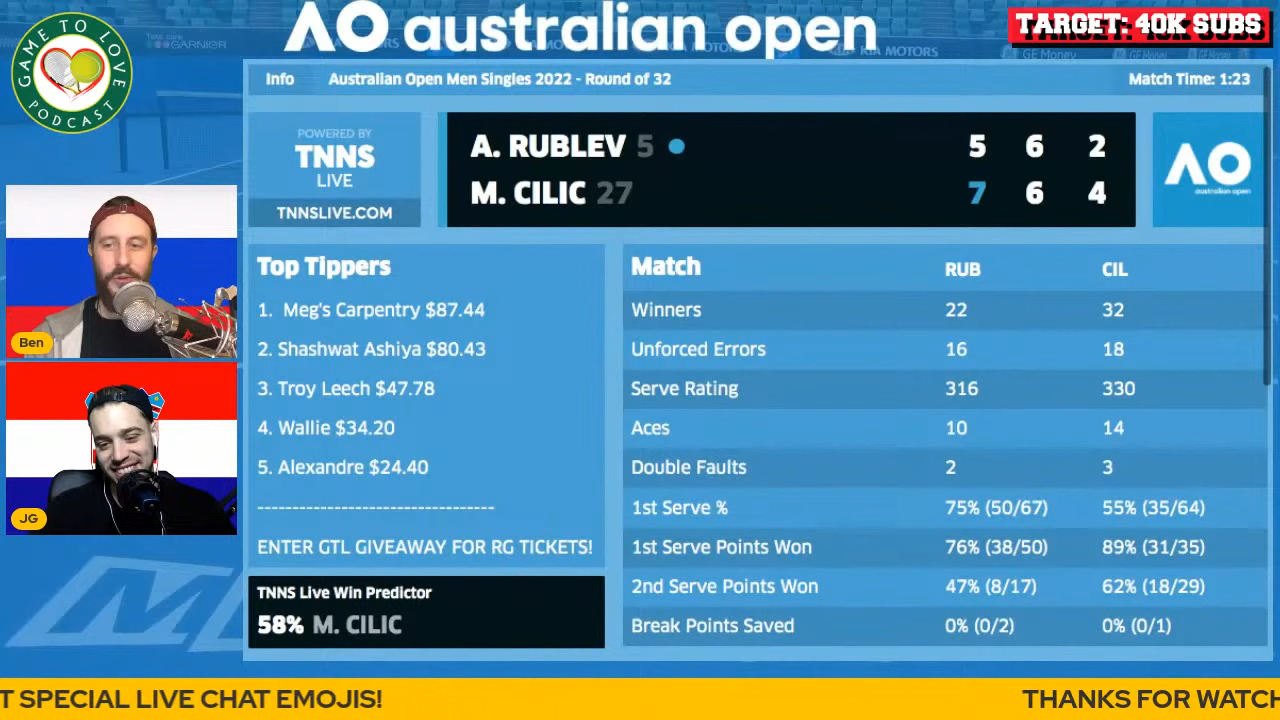 GAME TO LOVE
PODCAST
GARNIER
AO australian open
KIA MOTORS
GE Money
TARGET: 40K SUBS
Info
Australian Open Men Singles 2022 - Round of 32
Match Time: 1:23
POWERED BY
TNNS
LIVE
TNNSLIVE.COM
A. RUBLEV 5 5 6 2
M. CILIC 27 7 6 4
AO
australian open
Top Tippers
1. Meg's Carpentry $87.44
2. Shashwat Ashiya $80.43
3. Troy Leech $47.78
4. Wallie $34.20
5. Alexandre $24.40
----------------------------------
ENTER GTL GIVEAWAY FOR RG TICKETS!
TNNS Live Win Predictor
58% M. CILIC
Match RUB CIL
Winners 22 32
Unforced Errors 16 18
Serve Rating 316 330
Aces 10 14
Double Faults 2 3
1st Serve % 75% (50/67) 55% (35/64)
1st Serve Points Won 76% (38/50) 89% (31/35)
2nd Serve Points Won 47% (8/17) 62% (18/29)
Break Points Saved 0% (0/2) 0% (0/1)
Ben
JG
T SPECIAL LIVE CHAT EMOJIS!
THANKS FOR WATCH